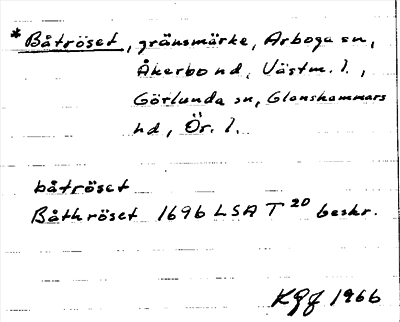 *Båtröset, gränsmärke, Arboga sn,
Åkerbo hd, Västm. l.,
Götlunda sn, Glanshammars
hd, Ör. l.
båtröset
Båthröset 1696 LSA T 20 beskr.
KGJ 1966